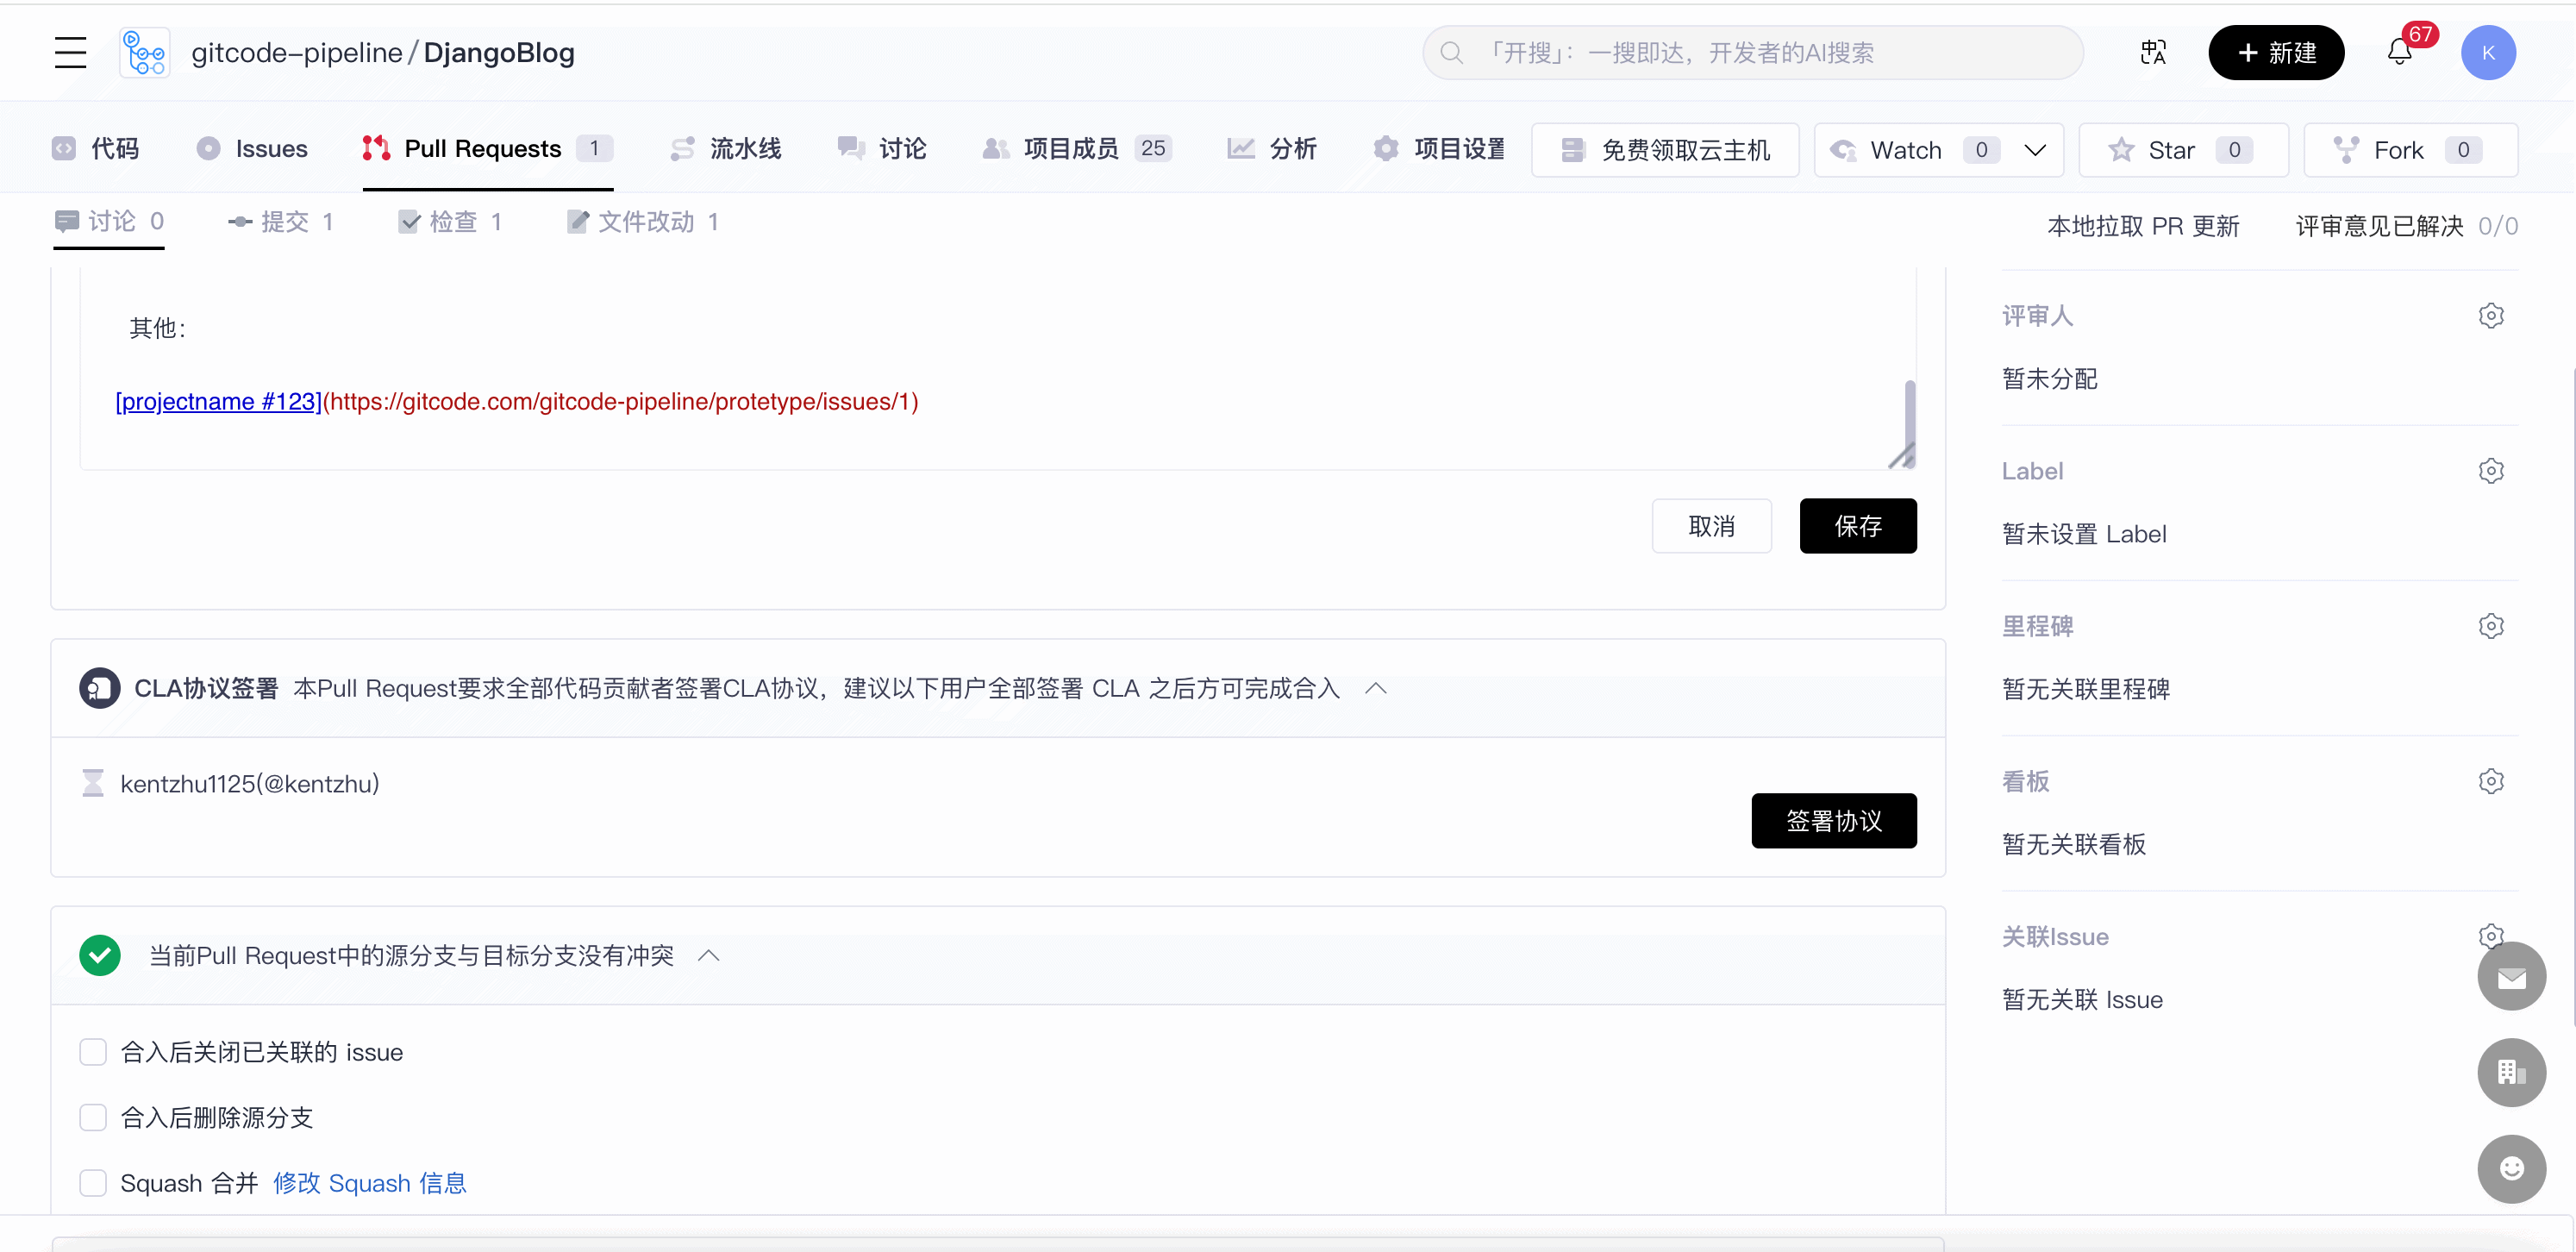 gitcode-pipeline / DjangoBlog
「开搜」：一搜即达，开发者的AI搜索
中A
+ 新建
67
K
代码
Issues
Pull Requests 1
流水线
讨论
项目成员 25
分析
项目设置
免费领取云主机
Watch 0
Star 0
Fork 0
讨论 0
提交 1
检查 1
文件改动 1
本地拉取 PR 更新
评审意见已解决 0/0
其他：
[projectname #123](https://gitcode.com/gitcode-pipeline/protetype/issues/1)
取消
保存
CLA协议签署 本Pull Request要求全部代码贡献者签署CLA协议，建议以下用户全部签署 CLA 之后方可完成合入
kentzhu1125(@kentzhu)
签署协议
当前Pull Request中的源分支与目标分支没有冲突
合入后关闭已关联的 issue
合入后删除源分支
Squash 合并 修改 Squash 信息
评审人
暂未分配
Label
暂未设置 Label
里程碑
暂无关联里程碑
看板
暂无关联看板
关联Issue
暂无关联 Issue